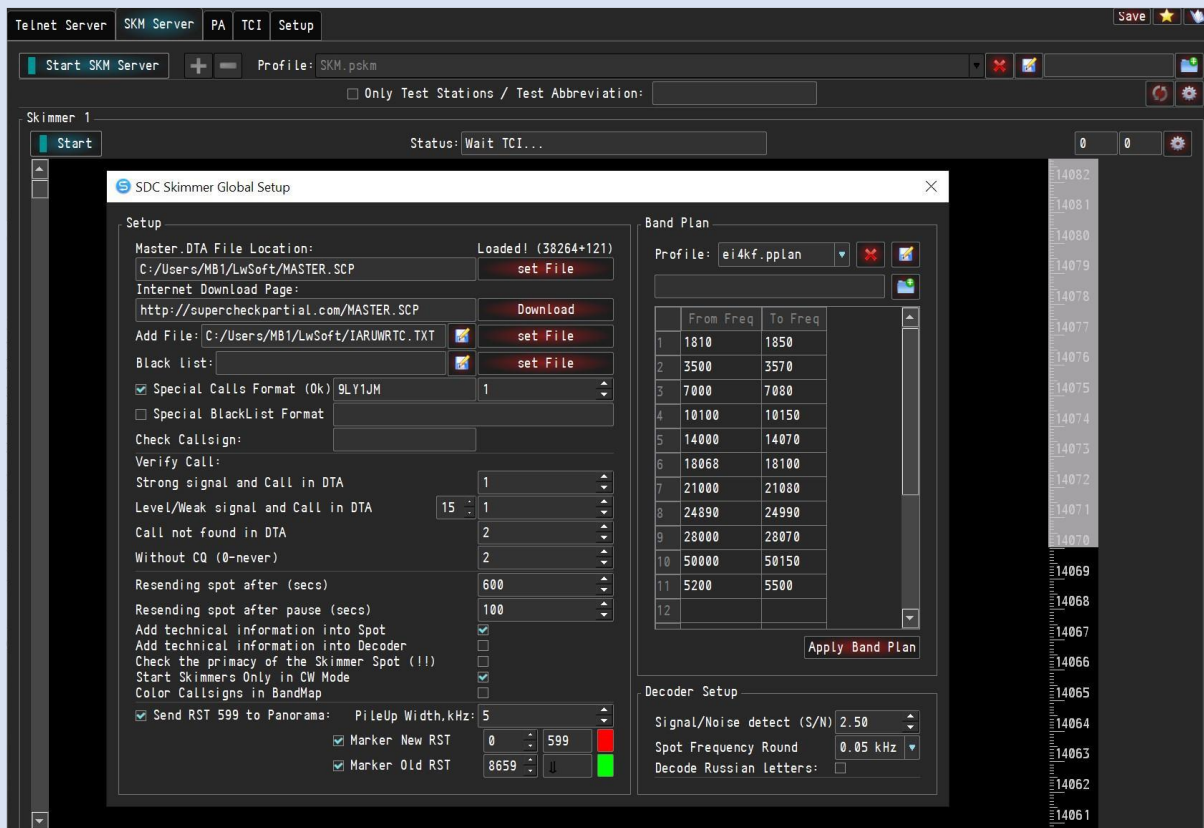 Telnet Server SKM Server PA TCI Setup Save
Start SKM Server Profile: SKM.pskm
Only Test Stations / Test Abbreviation:
Skimmer 1
Start Status: Wait TCI... 0 0
SDC Skimmer Global Setup
Setup
Master.DTA File Location: Loaded! (38264+121)
C:/Users/MB1/LwSoft/MASTER.SCP set File
Internet Download Page:
http://supercheckpartial.com/MASTER.SCP Download
Add File: C:/Users/MB1/LwSoft/IARUWRTC.TXT set File
Black list: set File
Special Calls Format (Ok) 9LY1JM 1
Special BlackList Format
Check Callsign:
Verify Call:
Strong signal and Call in DTA 1
Level/Weak signal and Call in DTA 15 1
Call not found in DTA 2
Without CQ (0-never) 2
Resending spot after (secs) 600
Resending spot after pause (secs) 100
Add technical information into Spot
Add technical information into Decoder
Check the primacy of the Skimmer Spot (!!)
Start Skimmers Only in CW Mode
Color Callsigns in BandMap
Send RST 599 to Panorama: PileUp Width,kHz: 5
Marker New RST 0 599
Marker Old RST 8659 ⇓
Band Plan
Profile: ei4kf.pplan
From Freq To Freq
1 1810 1850
2 3500 3570
3 7000 7080
4 10100 10150
5 14000 14070
6 18068 18100
7 21000 21080
8 24890 24990
9 28000 28070
10 50000 50150
11 5200 5500
12
Apply Band Plan
Decoder Setup
Signal/Noise detect (S/N) 2.50
Spot Frequency Round 0.05 kHz
Decode Russian letters:
14082
14081
14080
14079
14078
14077
14076
14075
14074
14073
14072
14071
14070
14069
14068
14067
14066
14065
14064
14063
14062
14061